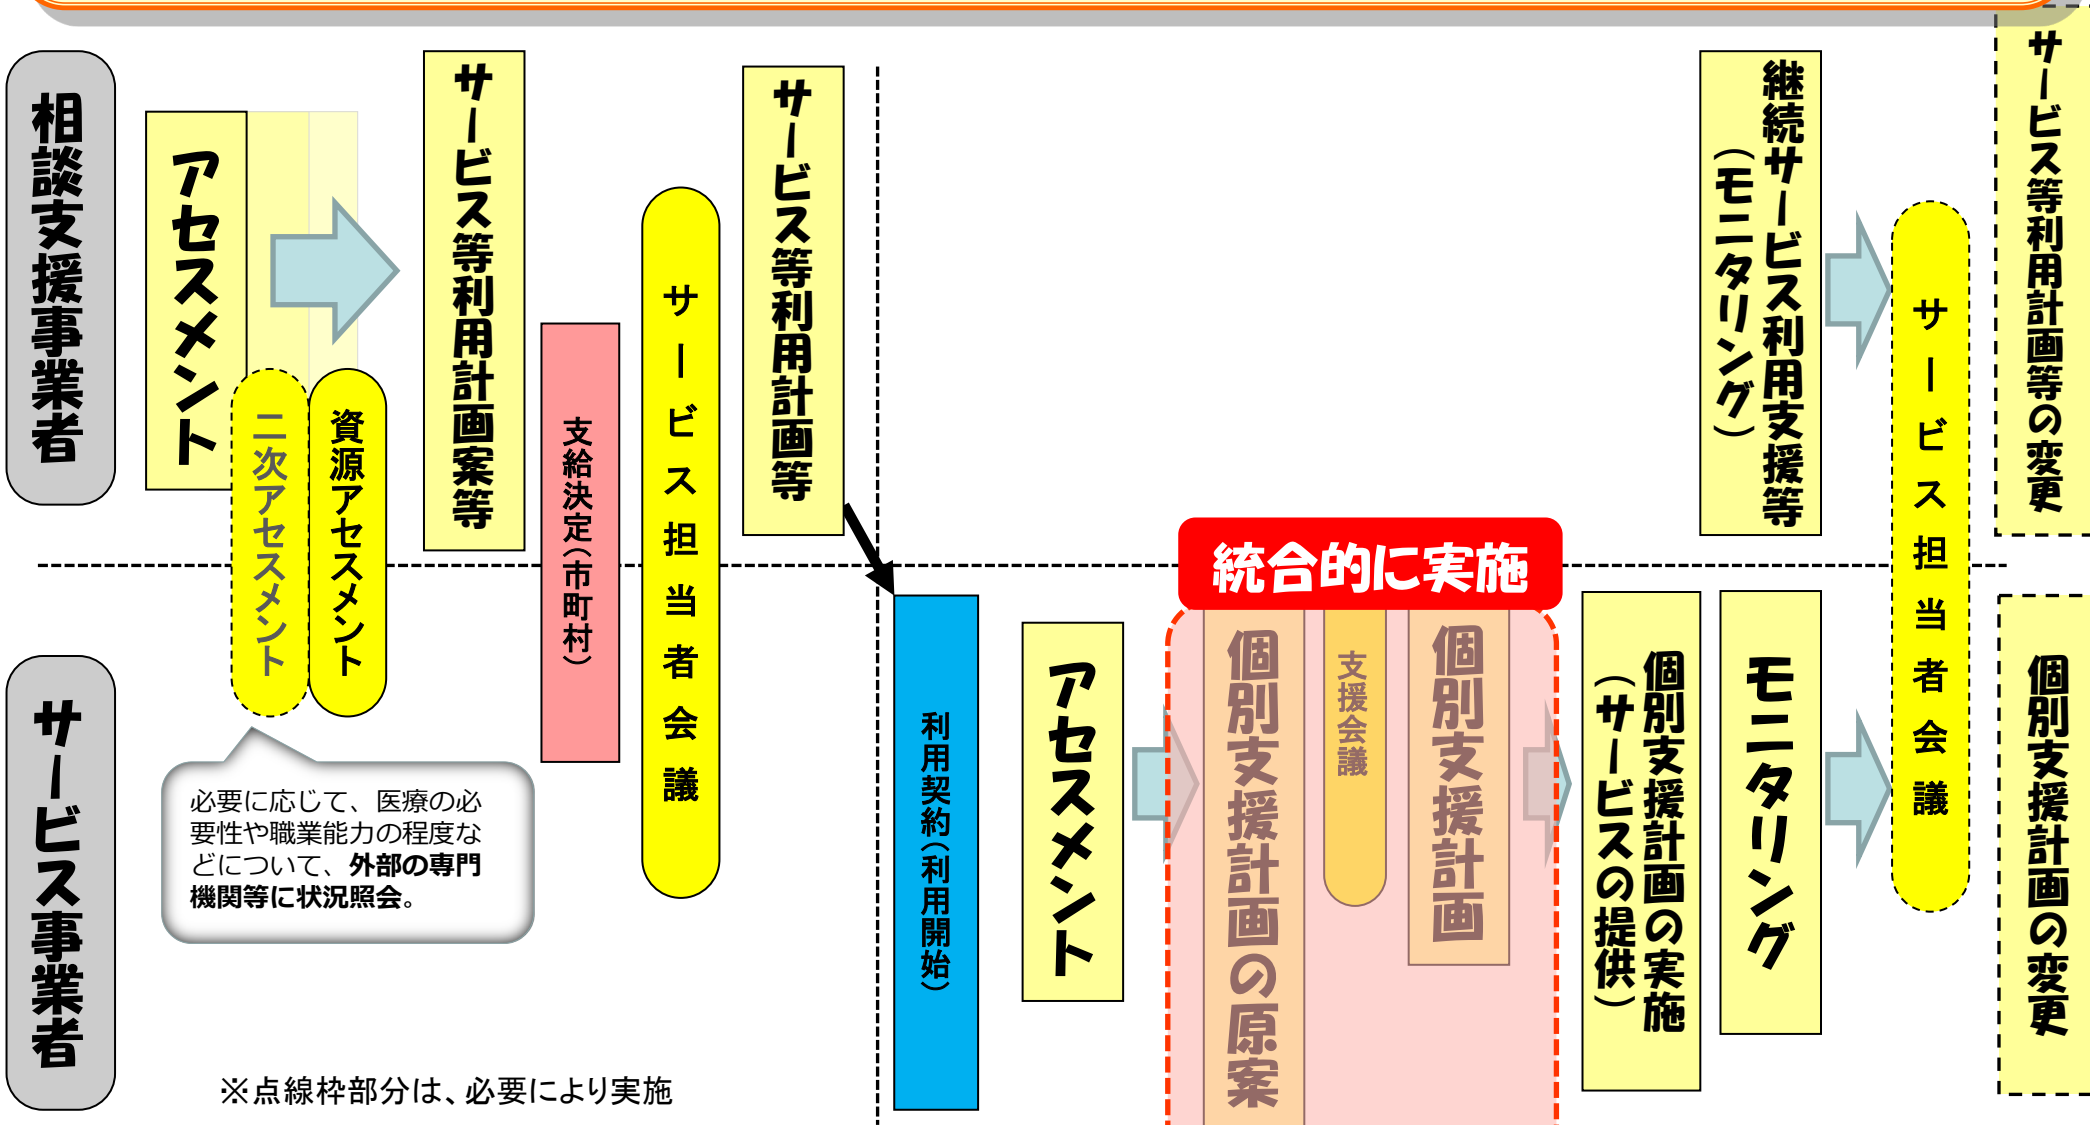 相談支援事業者
アセスメント
二次アセスメント
資源アセスメント
サービス等利用計画案等
支給決定(市町村)
サービス担当者会議
サービス等利用計画等
継続サービス利用支援等
(モニタリング)
サービス担当者会議
サービス等利用計画等の変更
サービス事業者
必要に応じて、医療の必
要性や職業能力の程度な
どについて、外部の専門
機関等に状況照会。
利用契約(利用開始)
アセスメント
統合的に実施
個別支援計画の原案
支援会議
個別支援計画
個別支援計画の実施
(サービスの提供)
モニタリング
個別支援計画の変更
※点線枠部分は、必要により実施